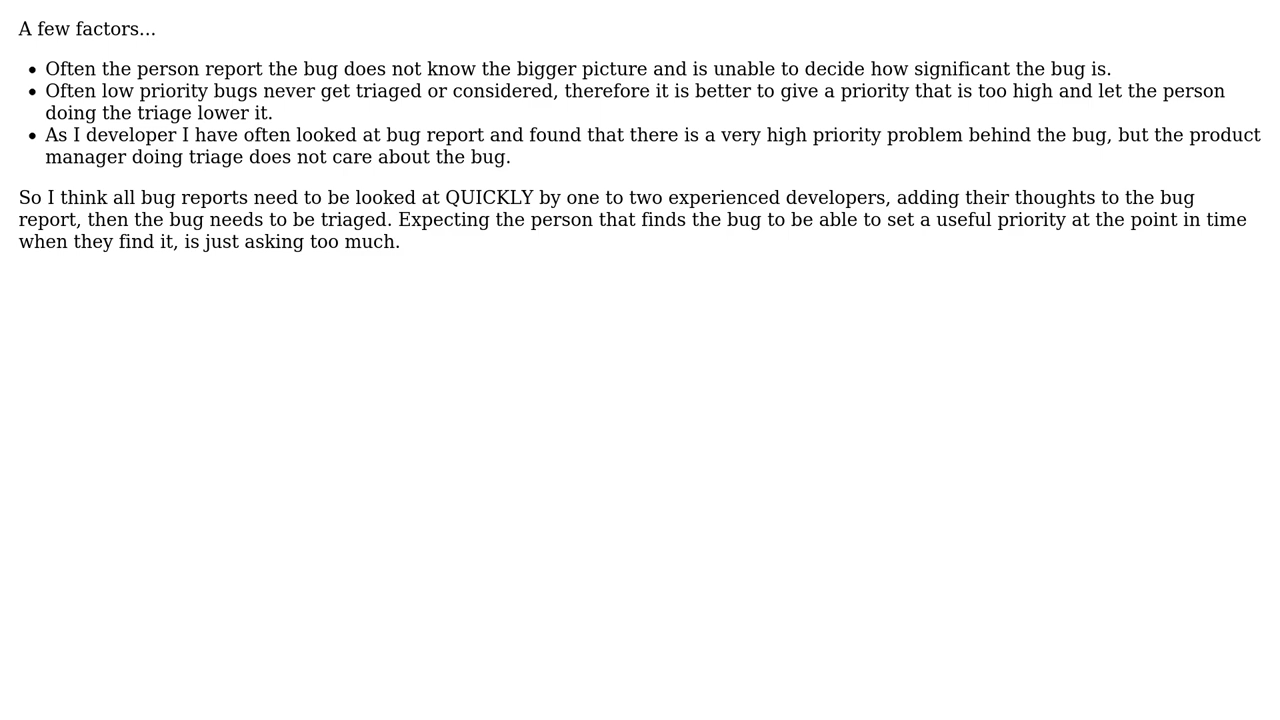 A few factors...
• Often the person report the bug does not know the bigger picture and is unable to decide how significant the bug is.
• Often low priority bugs never get triaged or considered, therefore it is better to give a priority that is too high and let the person
doing the triage lower it.
• As I developer I have often looked at bug report and found that there is a very high priority problem behind the bug, but the product
manager doing triage does not care about the bug.
So I think all bug reports need to be looked at QUICKLY by one to two experienced developers, adding their thoughts to the bug
report, then the bug needs to be triaged. Expecting the person that finds the bug to be able to set a useful priority at the point in time
when they find it, is just asking too much.